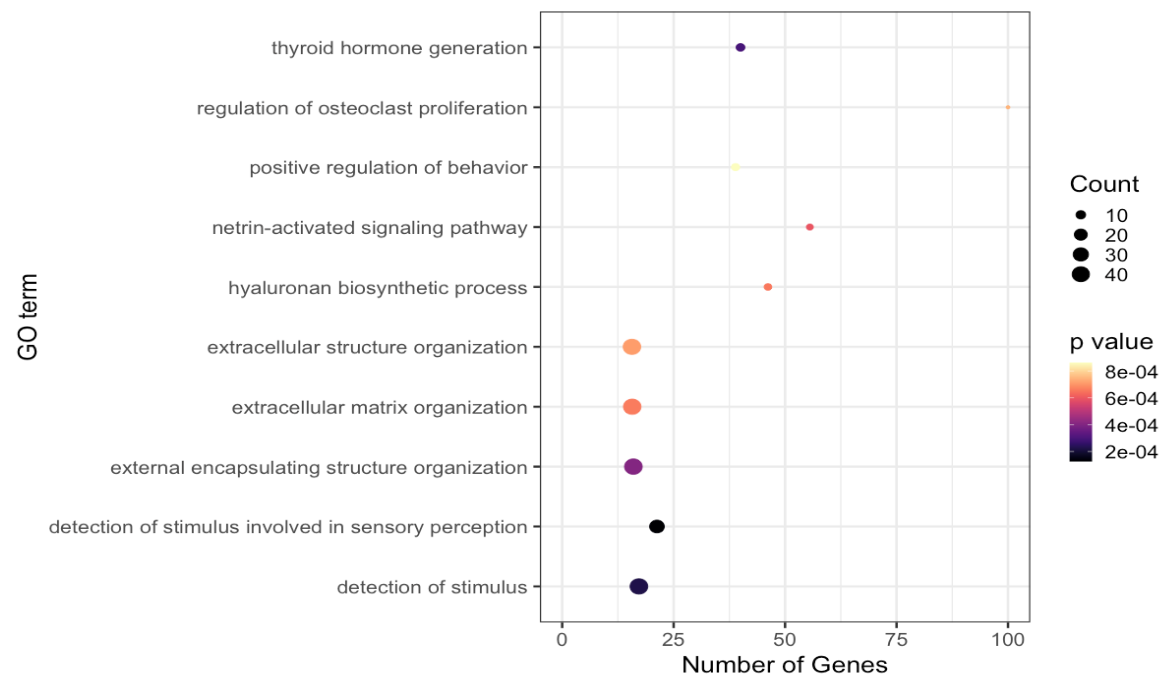 thyroid hormone generation
regulation of osteoclast proliferation
positive regulation of behavior
netrin-activated signaling pathway
hyaluronan biosynthetic process
extracellular structure organization
extracellular matrix organization
external encapsulating structure organization
detection of stimulus involved in sensory perception
detection of stimulus
GO term
0 25 50 75 100
Number of Genes
Count
10
20
30
40
p value
8e-04
6e-04
4e-04
2e-04